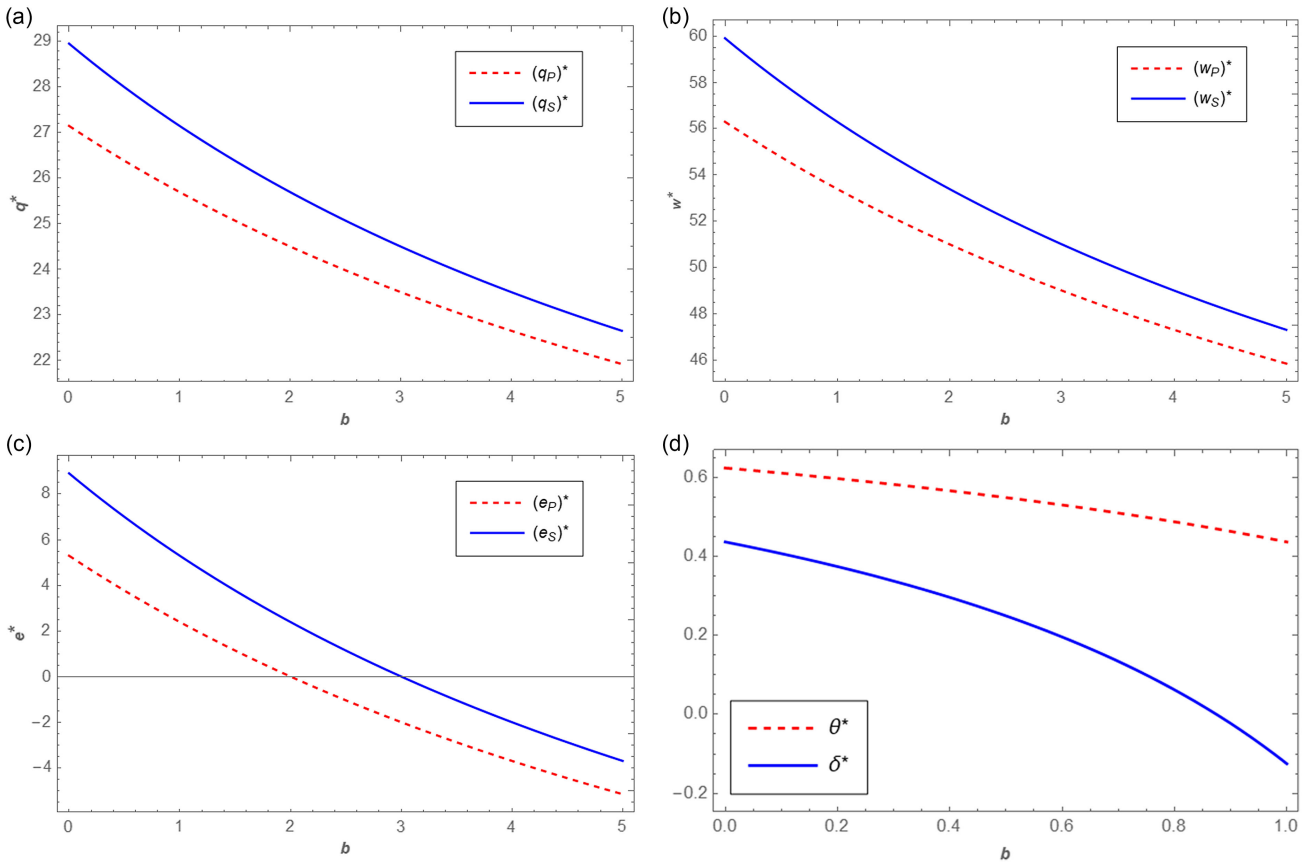 (a)
29
28
27
26
25
24
23
22
q*
(q_P)*
(q_S)*
0 1 2 3 4 5
b
(b)
60
58
56
54
52
50
48
46
w*
(w_P)*
(w_S)*
0 1 2 3 4 5
b
(c)
8
6
4
2
0
−2
−4
e*
(e_P)*
(e_S)*
0 1 2 3 4 5
b
(d)
0.6
0.4
0.2
0.0
−0.2
θ*
δ*
0.0 0.2 0.4 0.6 0.8 1.0
b